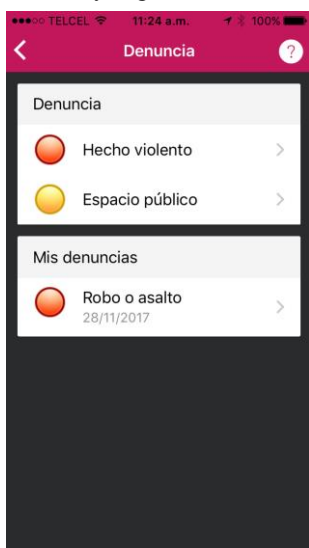 TELCEL 11:24 a.m. 100%
Denuncia ?
Denuncia
Hecho violento
Espacio público
Mis denuncias
Robo o asalto
28/11/2017